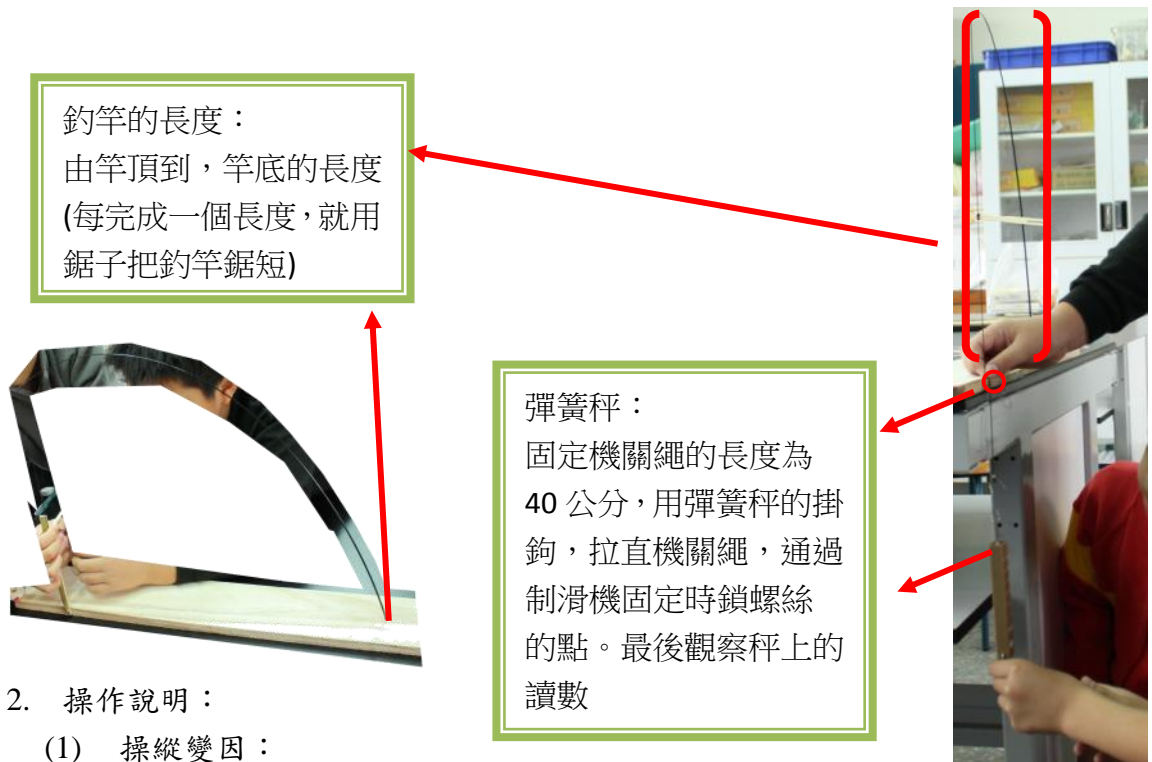 釣竿的長度：
由竿頂到，竿底的長度
(每完成一個長度，就用
鋸子把釣竿鋸短)
彈簧秤：
固定機關繩的長度為
40 公分，用彈簧秤的掛
鉤，拉直機關繩，通過
制滑機固定時鎖螺絲
的點。最後觀察秤上的
讀數
2. 操作說明：
(1) 操縱變因：